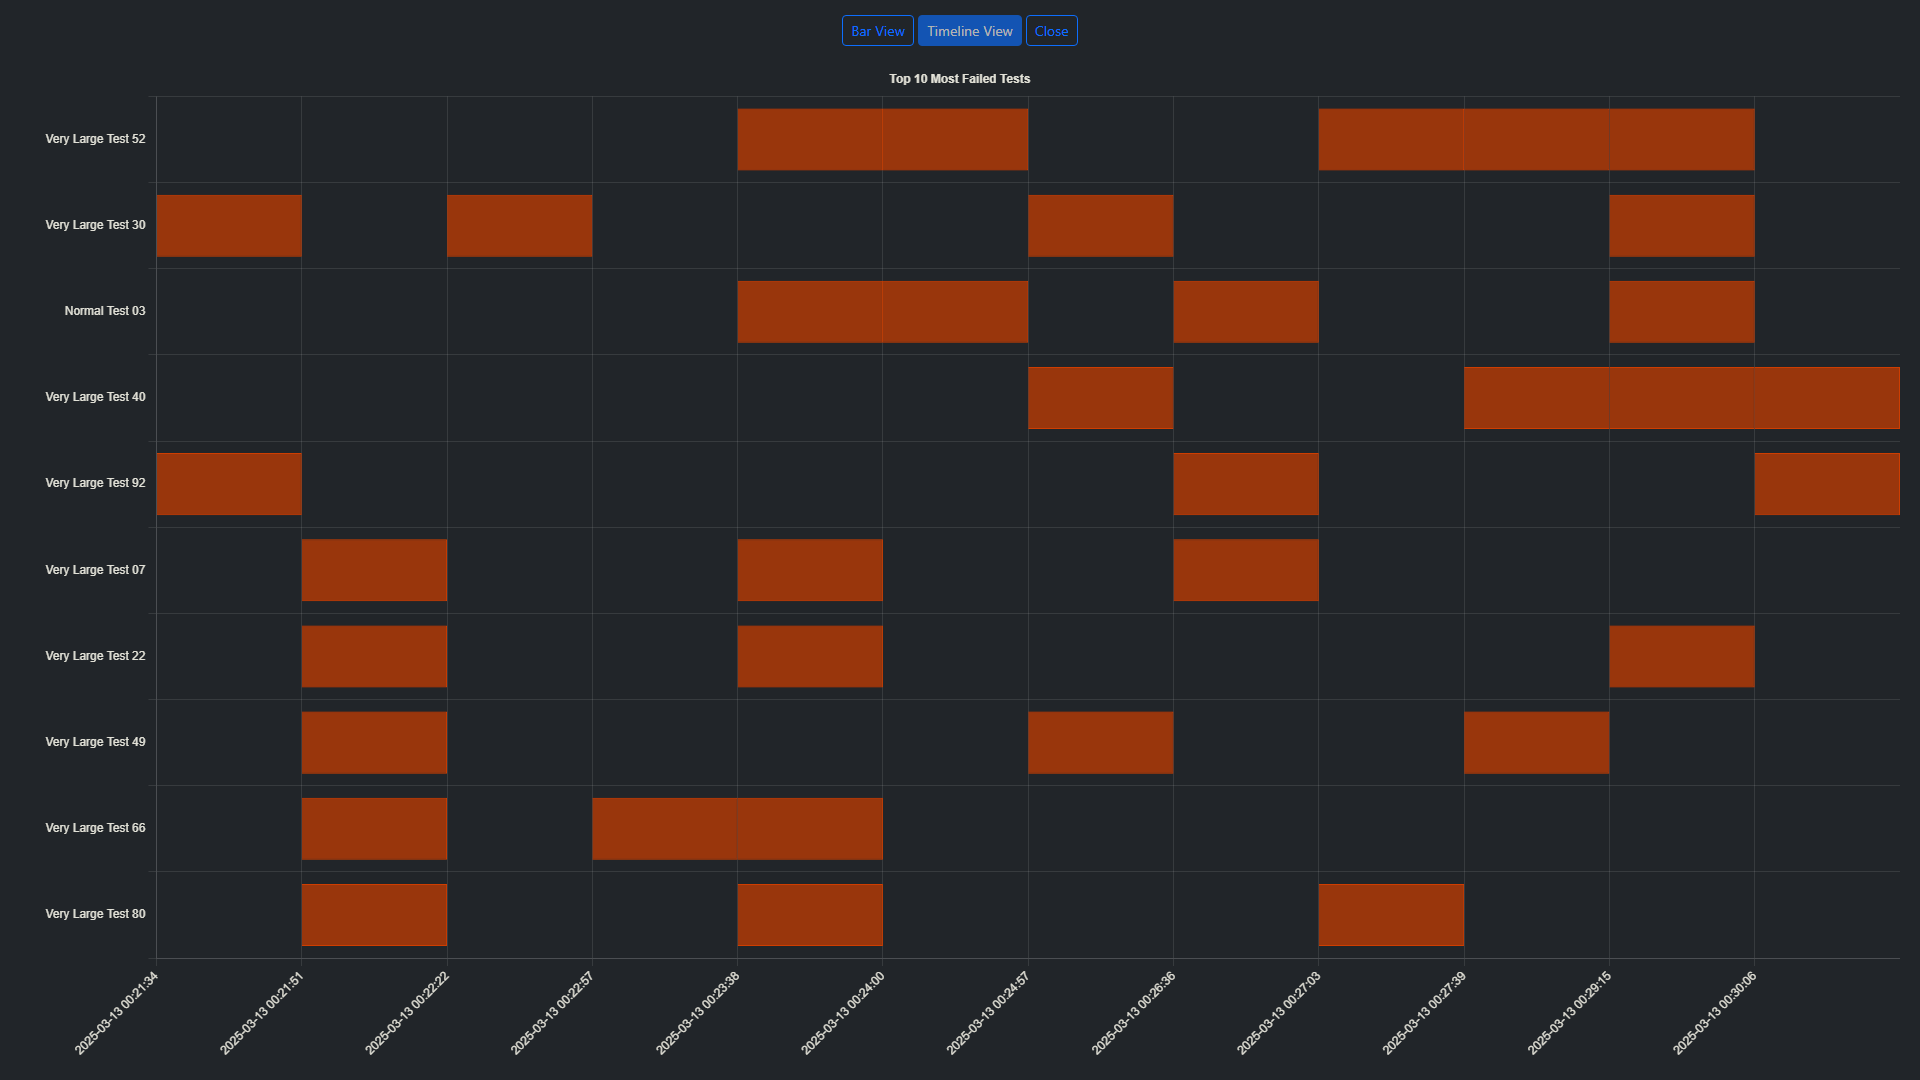 Bar View Timeline View Close
Top 10 Most Failed Tests
Very Large Test 52
Very Large Test 30
Normal Test 03
Very Large Test 40
Very Large Test 92
Very Large Test 07
Very Large Test 22
Very Large Test 49
Very Large Test 66
Very Large Test 80
2025-03-13 00:21:34
2025-03-13 00:21:51
2025-03-13 00:22:22
2025-03-13 00:22:57
2025-03-13 00:23:38
2025-03-13 00:24:00
2025-03-13 00:24:57
2025-03-13 00:26:36
2025-03-13 00:27:03
2025-03-13 00:27:39
2025-03-13 00:29:15
2025-03-13 00:30:06